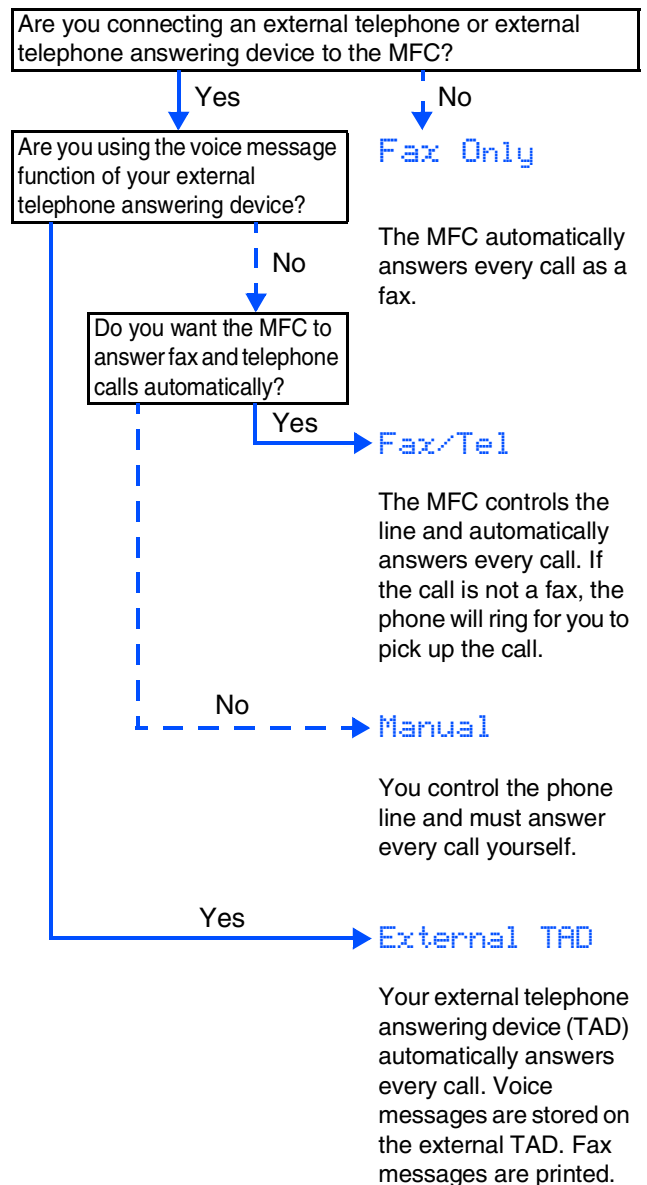 Are you connecting an external telephone or external
telephone answering device to the MFC?
Yes
No
Are you using the voice message
function of your external
telephone answering device?
Fax Only
The MFC automatically
answers every call as a
fax.
No
Do you want the MFC to
answer fax and telephone
calls automatically?
Yes
Fax/Tel
The MFC controls the
line and automatically
answers every call. If
the call is not a fax, the
phone will ring for you to
pick up the call.
No
Manual
You control the phone
line and must answer
every call yourself.
Yes
External TAD
Your external telephone
answering device (TAD)
automatically answers
every call. Voice
messages are stored on
the external TAD. Fax
messages are printed.